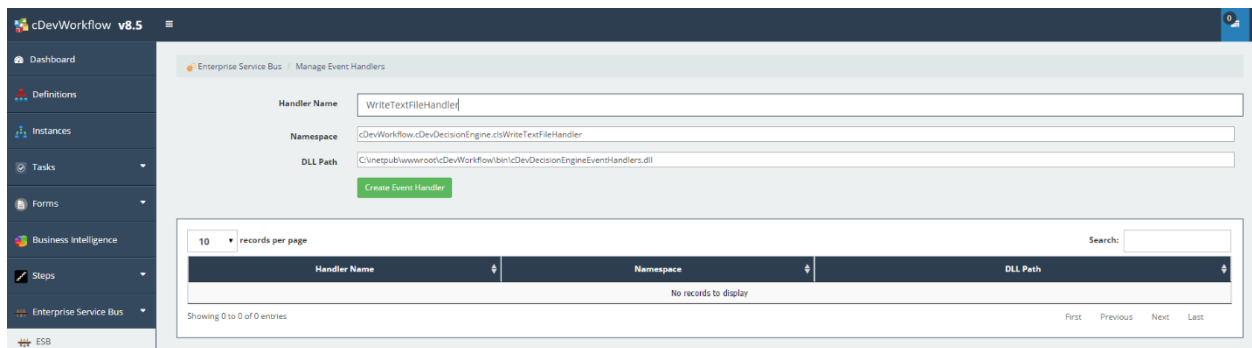 cDevWorkflow v8.5
0
Dashboard
Definitions
Instances
Tasks
Forms
Business Intelligence
Steps
Enterprise Service Bus
ESB
Enterprise Service Bus / Manage Event Handlers
Handler Name WriteTextFileHandler
Namespace cDevWorkflow.cDevDecisionEngine.clsWriteTextFileHandler
DLL Path C:\inetpub\wwwroot\cDevWorkflow\bin\cDevDecisionEngineEventHandlers.dll
Create Event Handler
10 records per page Search:
Handler Name Namespace DLL Path
No records to display
Showing 0 to 0 of 0 entries First Previous Next Last